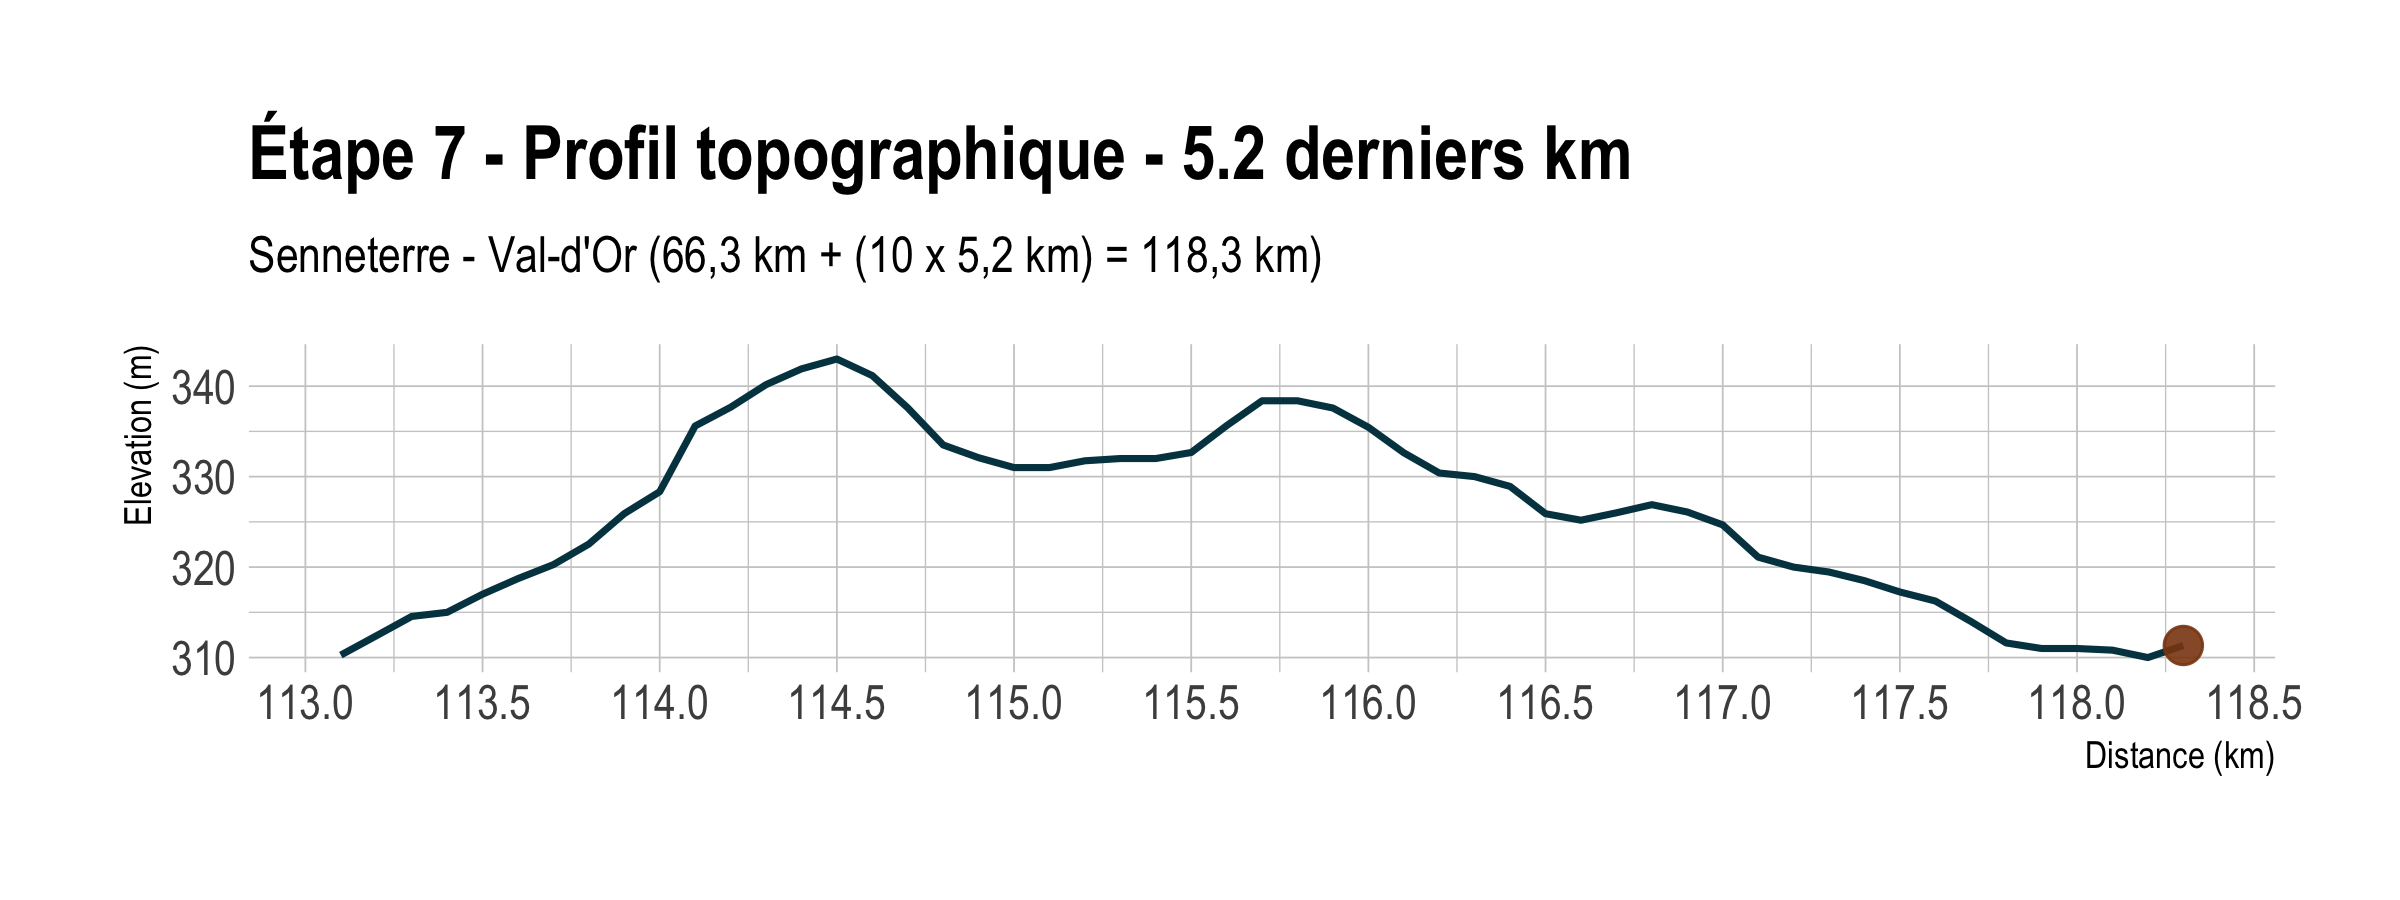 Étape 7 - Profil topographique - 5.2 derniers km
Senneterre - Val-d'Or (66,3 km + (10 x 5,2 km) = 118,3 km)
Elevation (m)
340
330
320
310
113.0 113.5 114.0 114.5 115.0 115.5 116.0 116.5 117.0 117.5 118.0 118.5
Distance (km)